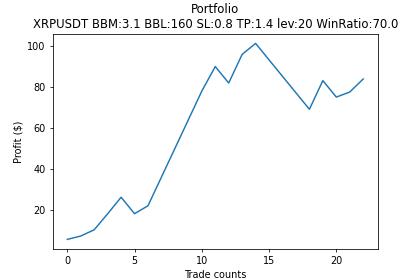 Portfolio
XRPUSDT BBM:3.1 BBL:160 SL:0.8 TP:1.4 lev:20 WinRatio:70.0
100
80
60
40
20
Profit ($)
0 5 10 15 20
Trade counts